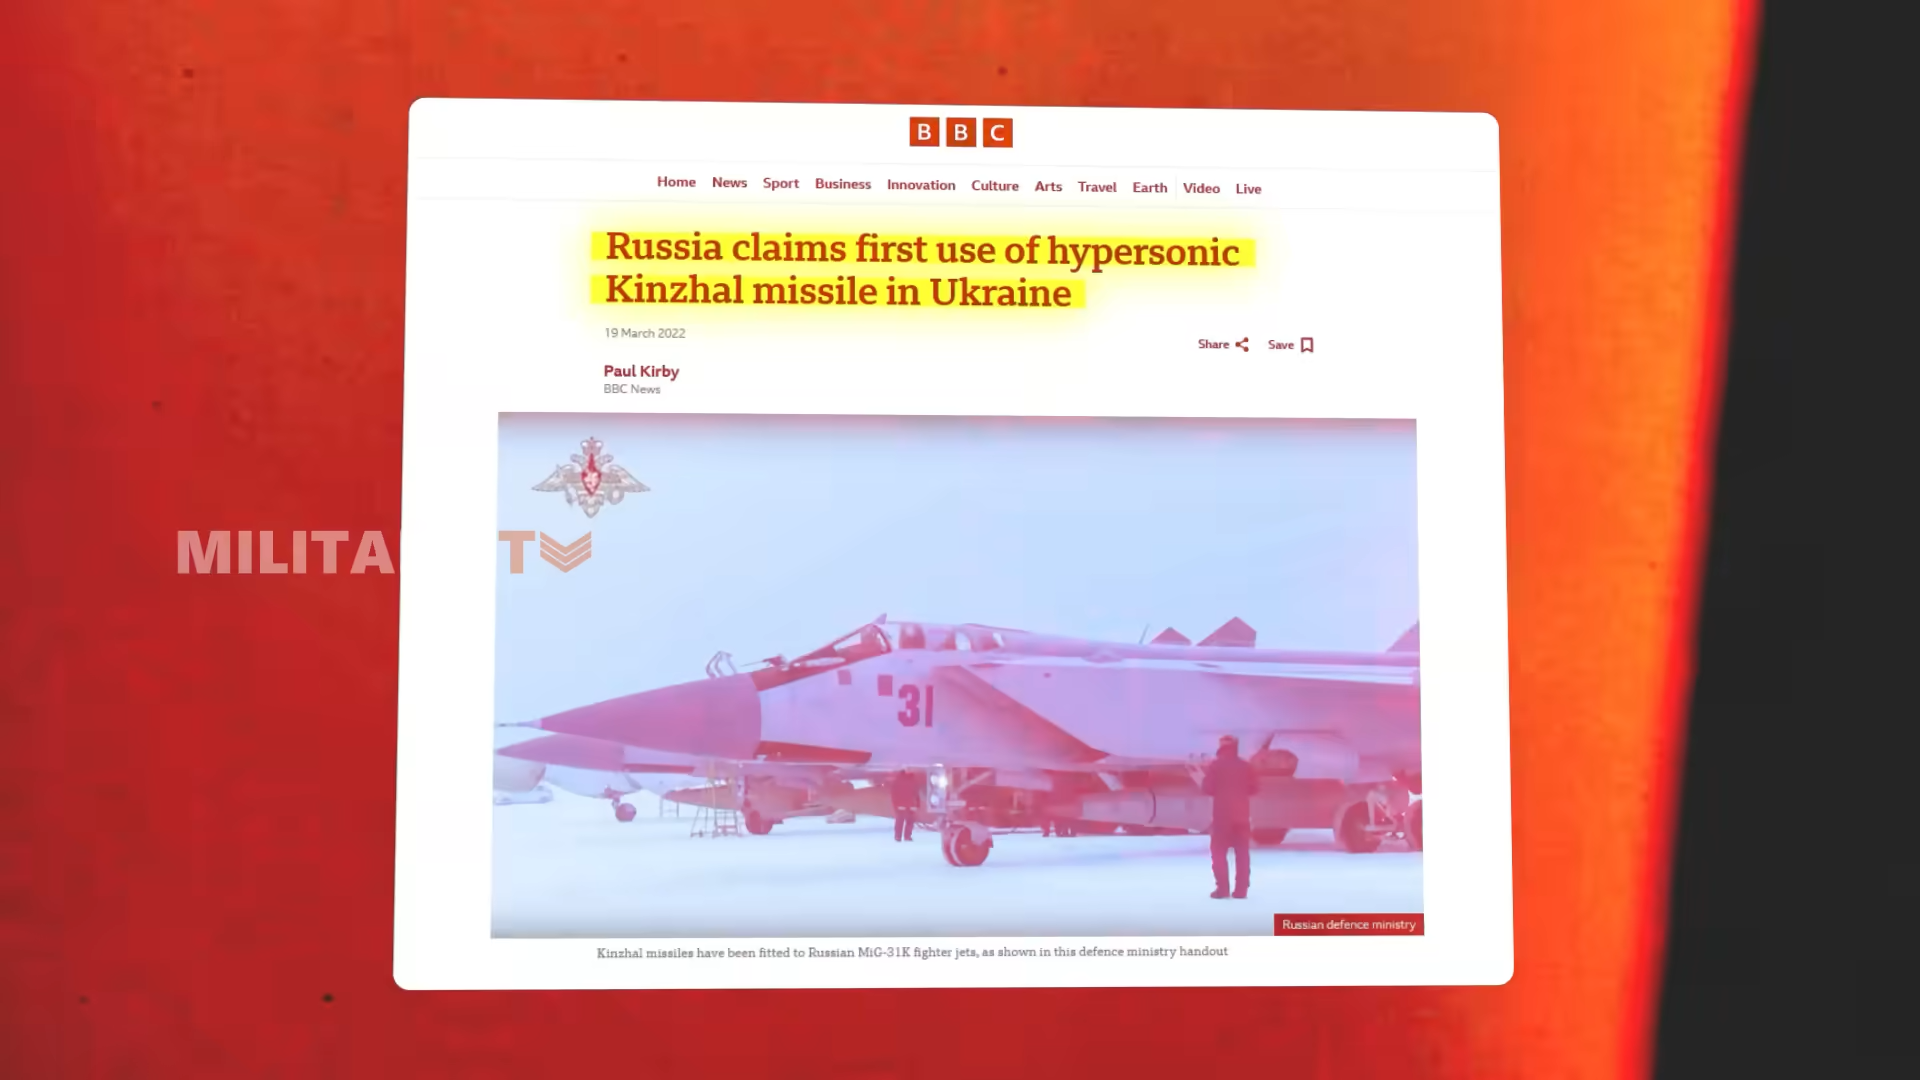 BBC
Home News Sport Business Innovation Culture Arts Travel Earth Video Live
Russia claims first use of hypersonic
Kinzhal missile in Ukraine
19 March 2022
Share Save
Paul Kirby
BBC News
MILITA TV
31
Russian defence ministry
Kinzhal missiles have been fitted to Russian MiG-31K fighter jets, as shown in this defence ministry handout